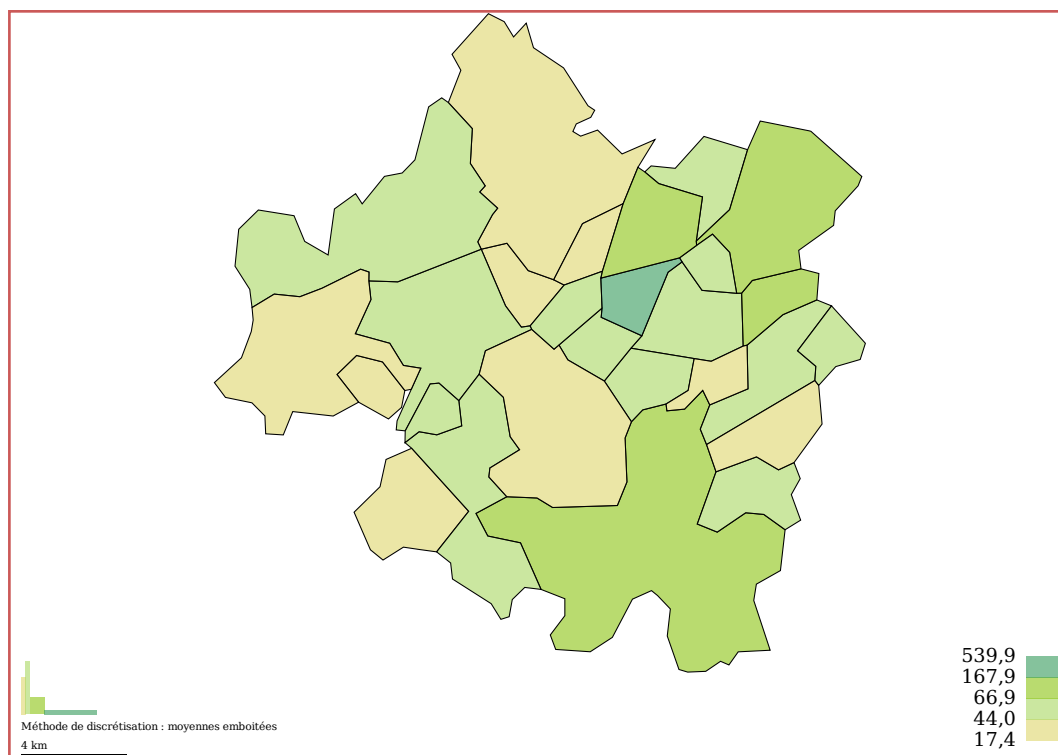 539,9
167,9
66,9
44,0
17,4
Méthode de discrétisation : moyennes emboitées
4 km